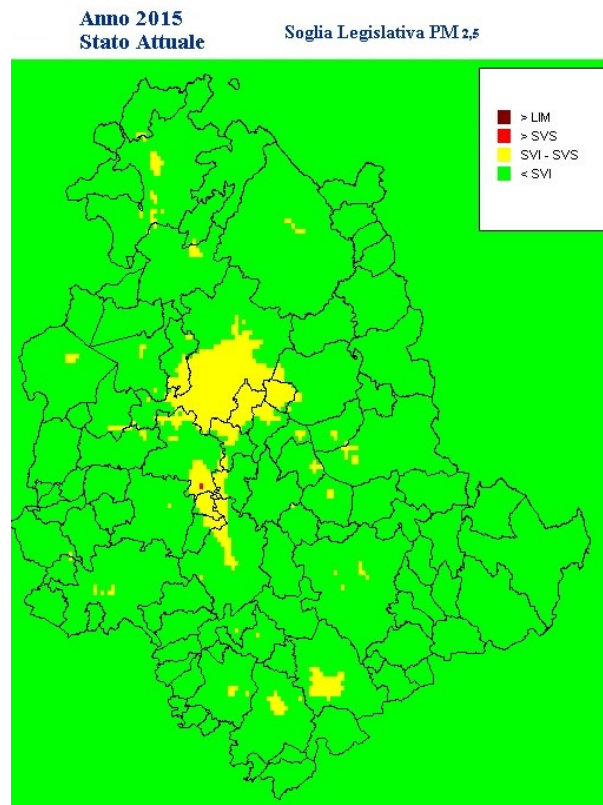 Anno 2015
Stato Attuale
Soglia Legislativa PM 2,5
> LIM
> SVS
SVI - SVS
< SVI